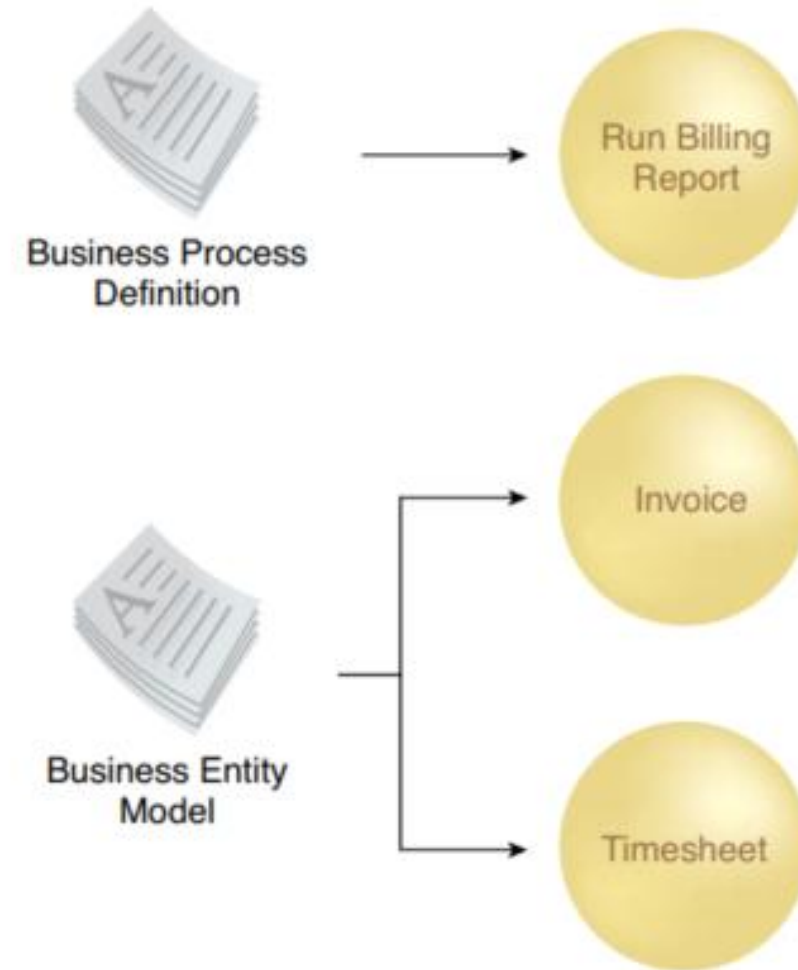 Run Billing
Report
Business Process
Definition
Invoice
Business Entity
Model
Timesheet